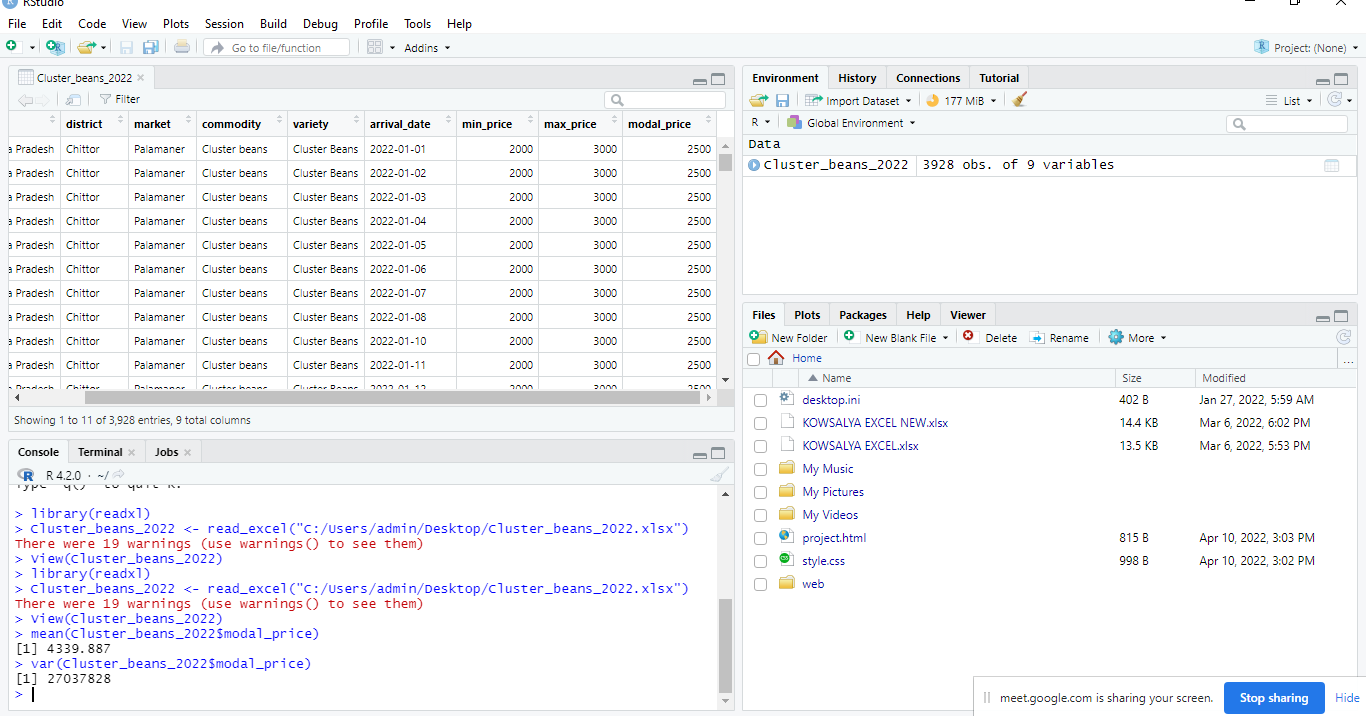 RStudio
File Edit Code View Plots Session Build Debug Profile Tools Help
Go to file/function Addins Project: (None)
Cluster_beans_2022
Filter
district market commodity variety arrival_date min_price max_price modal_price
a Pradesh Chittor Palamaner Cluster beans Cluster Beans 2022-01-01 2000 3000 2500
a Pradesh Chittor Palamaner Cluster beans Cluster Beans 2022-01-02 2000 3000 2500
a Pradesh Chittor Palamaner Cluster beans Cluster Beans 2022-01-03 2000 3000 2500
a Pradesh Chittor Palamaner Cluster beans Cluster Beans 2022-01-04 2000 3000 2500
a Pradesh Chittor Palamaner Cluster beans Cluster Beans 2022-01-05 2000 3000 2500
a Pradesh Chittor Palamaner Cluster beans Cluster Beans 2022-01-06 2000 3000 2500
a Pradesh Chittor Palamaner Cluster beans Cluster Beans 2022-01-07 2000 3000 2500
a Pradesh Chittor Palamaner Cluster beans Cluster Beans 2022-01-08 2000 3000 2500
a Pradesh Chittor Palamaner Cluster beans Cluster Beans 2022-01-10 2000 3000 2500
a Pradesh Chittor Palamaner Cluster beans Cluster Beans 2022-01-11 2000 3000 2500
a Pradesh Chittor Palamaner Cluster beans Cluster Beans 2022-01-12 2000 3000 2500
Showing 1 to 11 of 3,928 entries, 9 total columns
Console Terminal Jobs
R 4.2.0 · ~/
Type 'q()' to quit R.
> library(readxl)
> Cluster_beans_2022 <- read_excel("C:/Users/admin/Desktop/Cluster_beans_2022.xlsx")
There were 19 warnings (use warnings() to see them)
> View(Cluster_beans_2022)
> library(readxl)
> Cluster_beans_2022 <- read_excel("C:/Users/admin/Desktop/Cluster_beans_2022.xlsx")
There were 19 warnings (use warnings() to see them)
> View(Cluster_beans_2022)
> mean(Cluster_beans_2022$modal_price)
[1] 4339.887
> var(Cluster_beans_2022$modal_price)
[1] 27037828
>
Environment History Connections Tutorial
Import Dataset 177 MiB List
R Global Environment
Data
Cluster_beans_2022 3928 obs. of 9 variables
Files Plots Packages Help Viewer
New Folder New Blank File Delete Rename More
Home ...
Name Size Modified
desktop.ini 402 B Jan 27, 2022, 5:59 AM
KOWSALYA EXCEL NEW.xlsx 14.4 KB Mar 6, 2022, 6:02 PM
KOWSALYA EXCEL.xlsx 13.5 KB Mar 6, 2022, 5:53 PM
My Music
My Pictures
My Videos
project.html 815 B Apr 10, 2022, 3:03 PM
style.css 998 B Apr 10, 2022, 3:02 PM
web
meet.google.com is sharing your screen. Stop sharing Hide